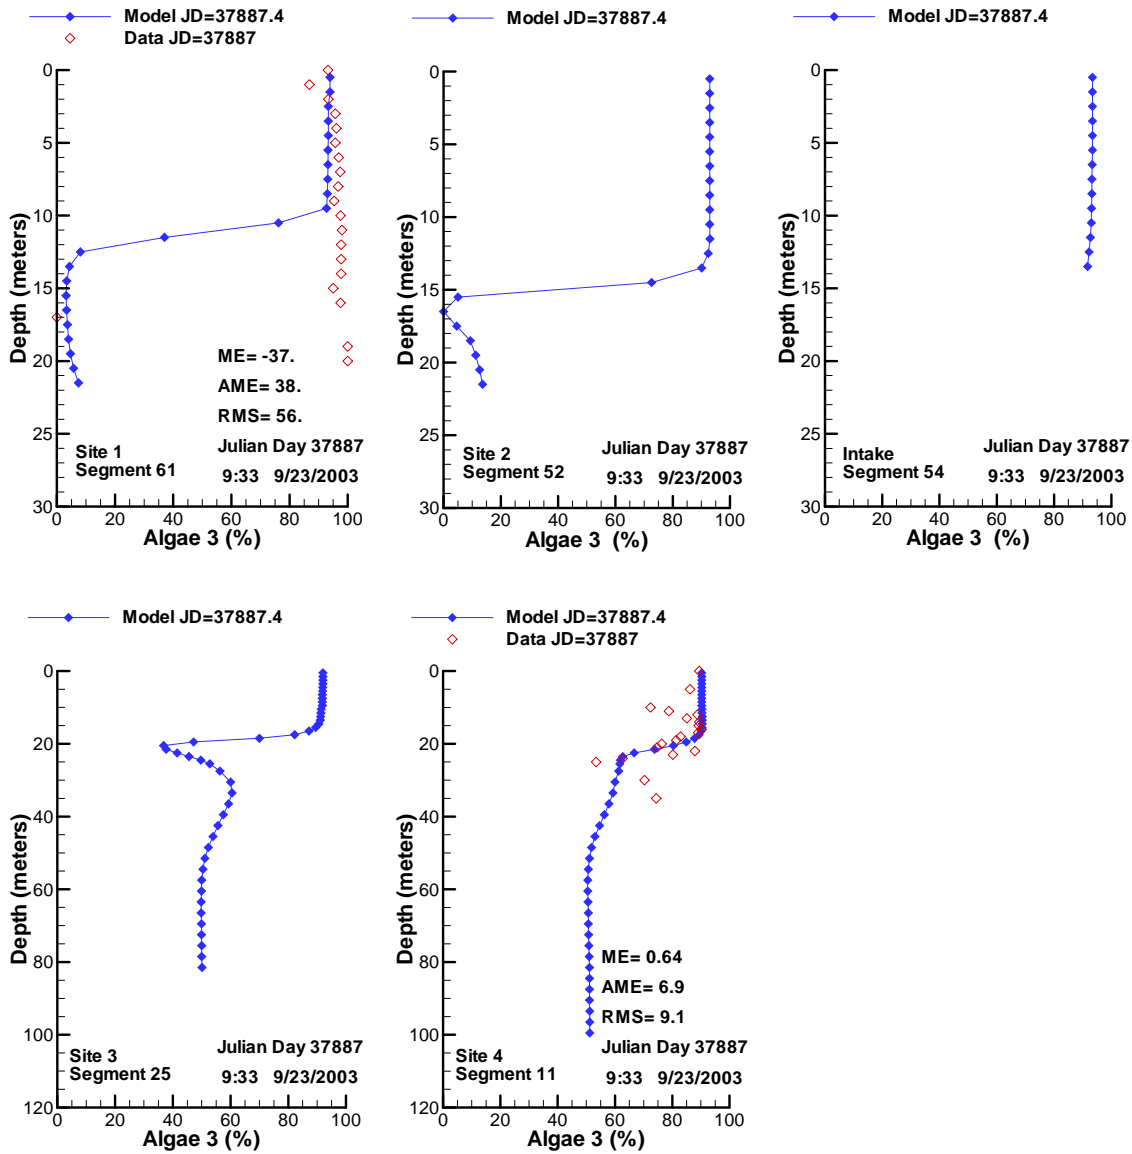 Model JD=37887.4
Data JD=37887
0
5
10
15
20
25
30
Depth (meters)
ME= -37.
AME= 38.
RMS= 56.
Site 1
Segment 61
Julian Day 37887
9:33 9/23/2003
0 20 40 60 80 100
Algae 3 (%)
Model JD=37887.4
0
5
10
15
20
25
30
Depth (meters)
Site 2
Segment 52
Julian Day 37887
9:33 9/23/2003
0 20 40 60 80 100
Algae 3 (%)
Model JD=37887.4
0
5
10
15
20
25
30
Depth (meters)
Intake
Segment 54
Julian Day 37887
9:33 9/23/2003
0 20 40 60 80 100
Algae 3 (%)
Model JD=37887.4
0
20
40
60
80
100
120
Depth (meters)
Site 3
Segment 25
Julian Day 37887
9:33 9/23/2003
0 20 40 60 80 100
Algae 3 (%)
Model JD=37887.4
Data JD=37887
0
20
40
60
80
100
120
Depth (meters)
ME= 0.64
AME= 6.9
RMS= 9.1
Site 4
Segment 11
Julian Day 37887
9:33 9/23/2003
0 20 40 60 80 100
Algae 3 (%)